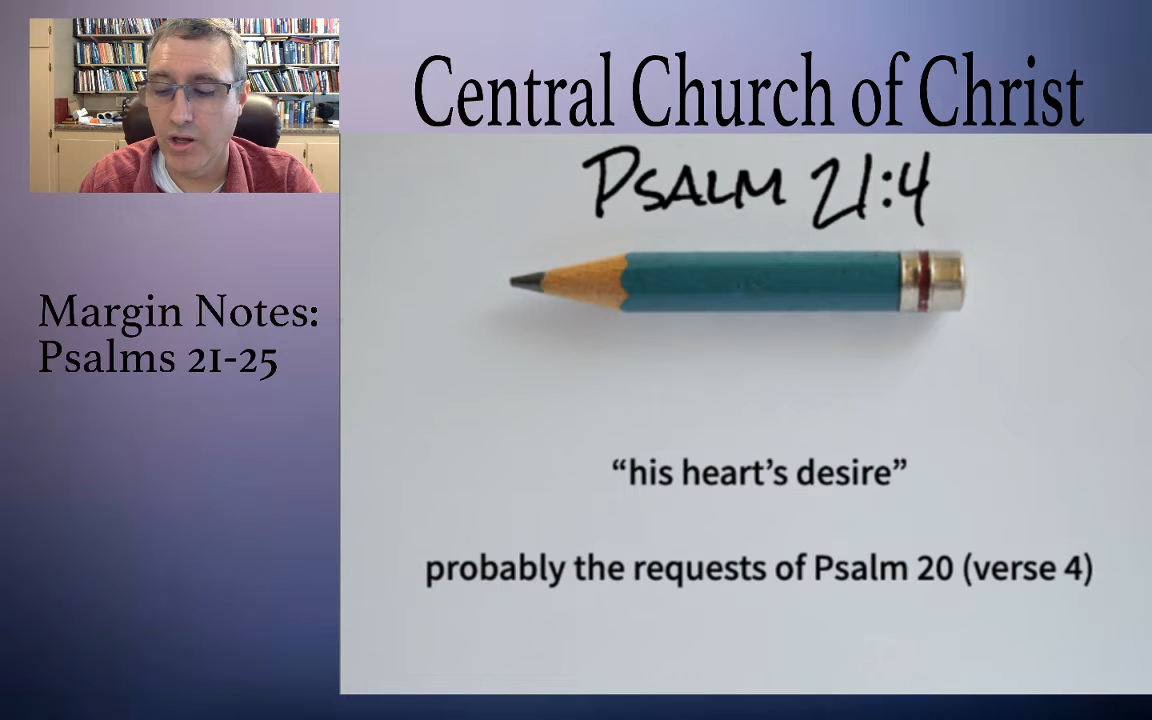 Central Church of Christ
PSALM 21:4
Margin Notes:
Psalms 21-25
“his heart’s desire”
probably the requests of Psalm 20 (verse 4)